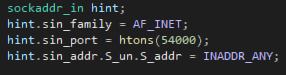 sockaddr_in hint;
hint.sin_family = AF_INET;
hint.sin_port = htons(54000);
hint.sin_addr.S_un.S_addr = INADDR_ANY;